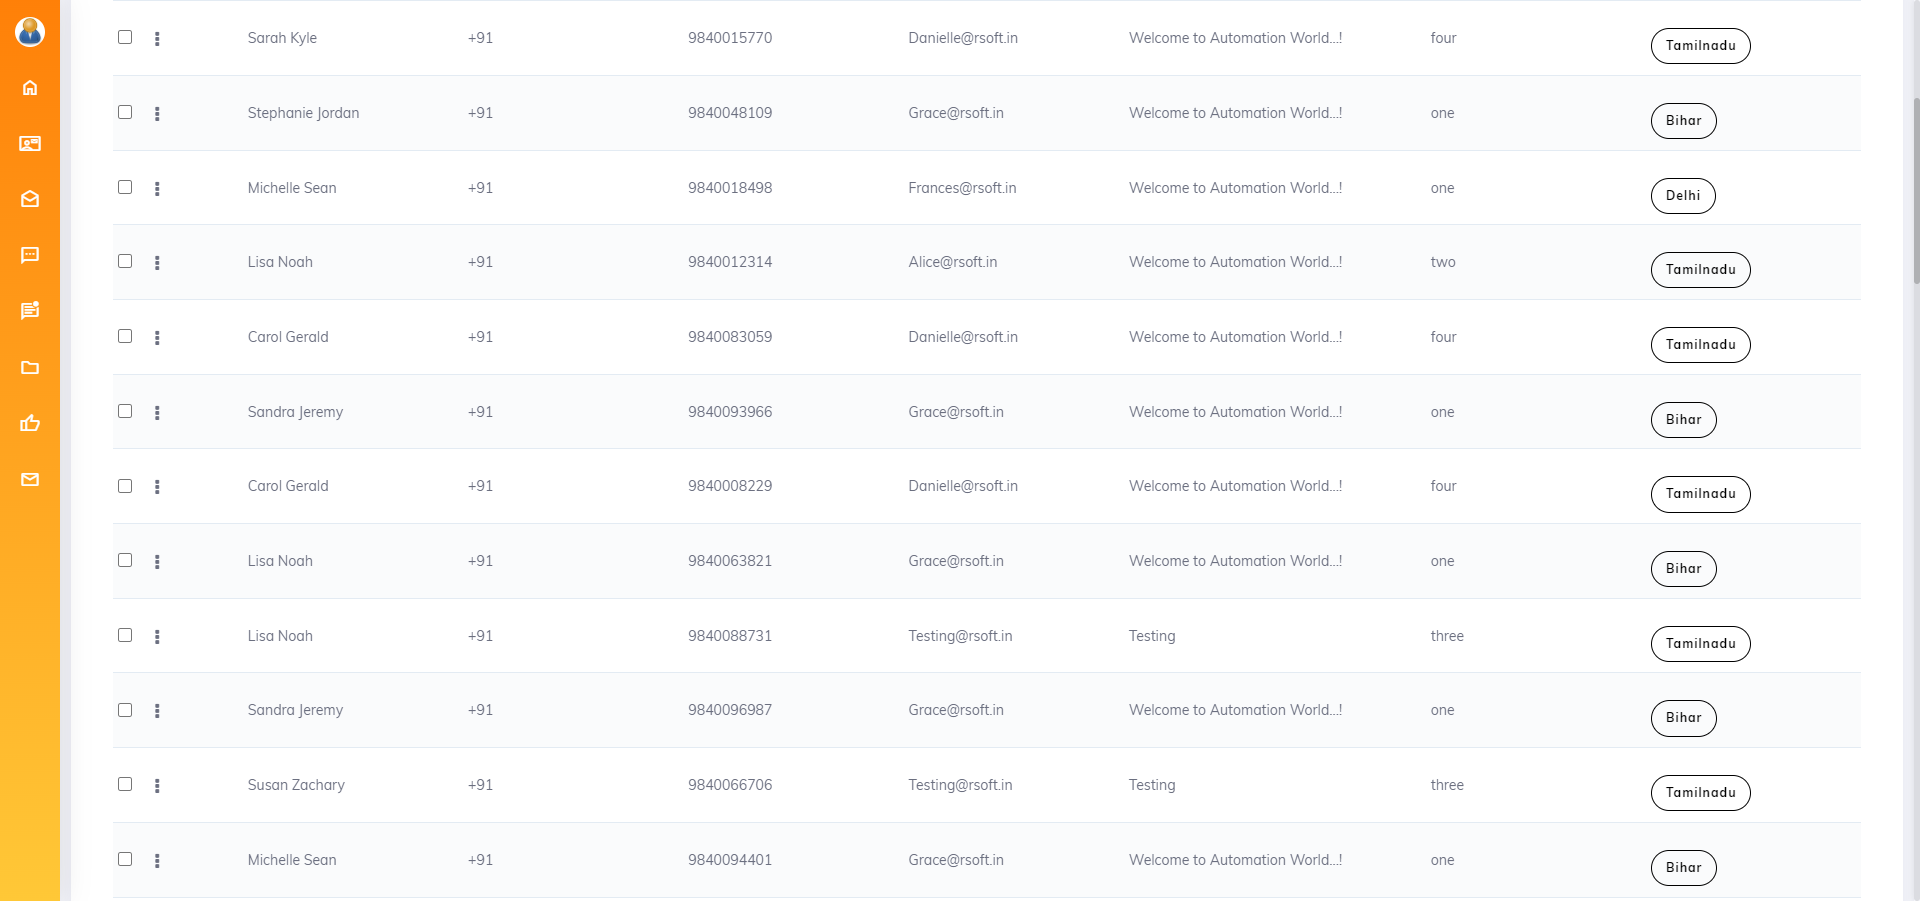 Sarah Kyle +91 9840015770 Danielle@rsoft.in Welcome to Automation World...! four Tamilnadu
Stephanie Jordan +91 9840048109 Grace@rsoft.in Welcome to Automation World...! one Bihar
Michelle Sean +91 9840018498 Frances@rsoft.in Welcome to Automation World...! one Delhi
Lisa Noah +91 9840012314 Alice@rsoft.in Welcome to Automation World...! two Tamilnadu
Carol Gerald +91 9840083059 Danielle@rsoft.in Welcome to Automation World...! four Tamilnadu
Sandra Jeremy +91 9840093966 Grace@rsoft.in Welcome to Automation World...! one Bihar
Carol Gerald +91 9840008229 Danielle@rsoft.in Welcome to Automation World...! four Tamilnadu
Lisa Noah +91 9840063821 Grace@rsoft.in Welcome to Automation World...! one Bihar
Lisa Noah +91 9840088731 Testing@rsoft.in Testing three Tamilnadu
Sandra Jeremy +91 9840096987 Grace@rsoft.in Welcome to Automation World...! one Bihar
Susan Zachary +91 9840066706 Testing@rsoft.in Testing three Tamilnadu
Michelle Sean +91 9840094401 Grace@rsoft.in Welcome to Automation World...! one Bihar